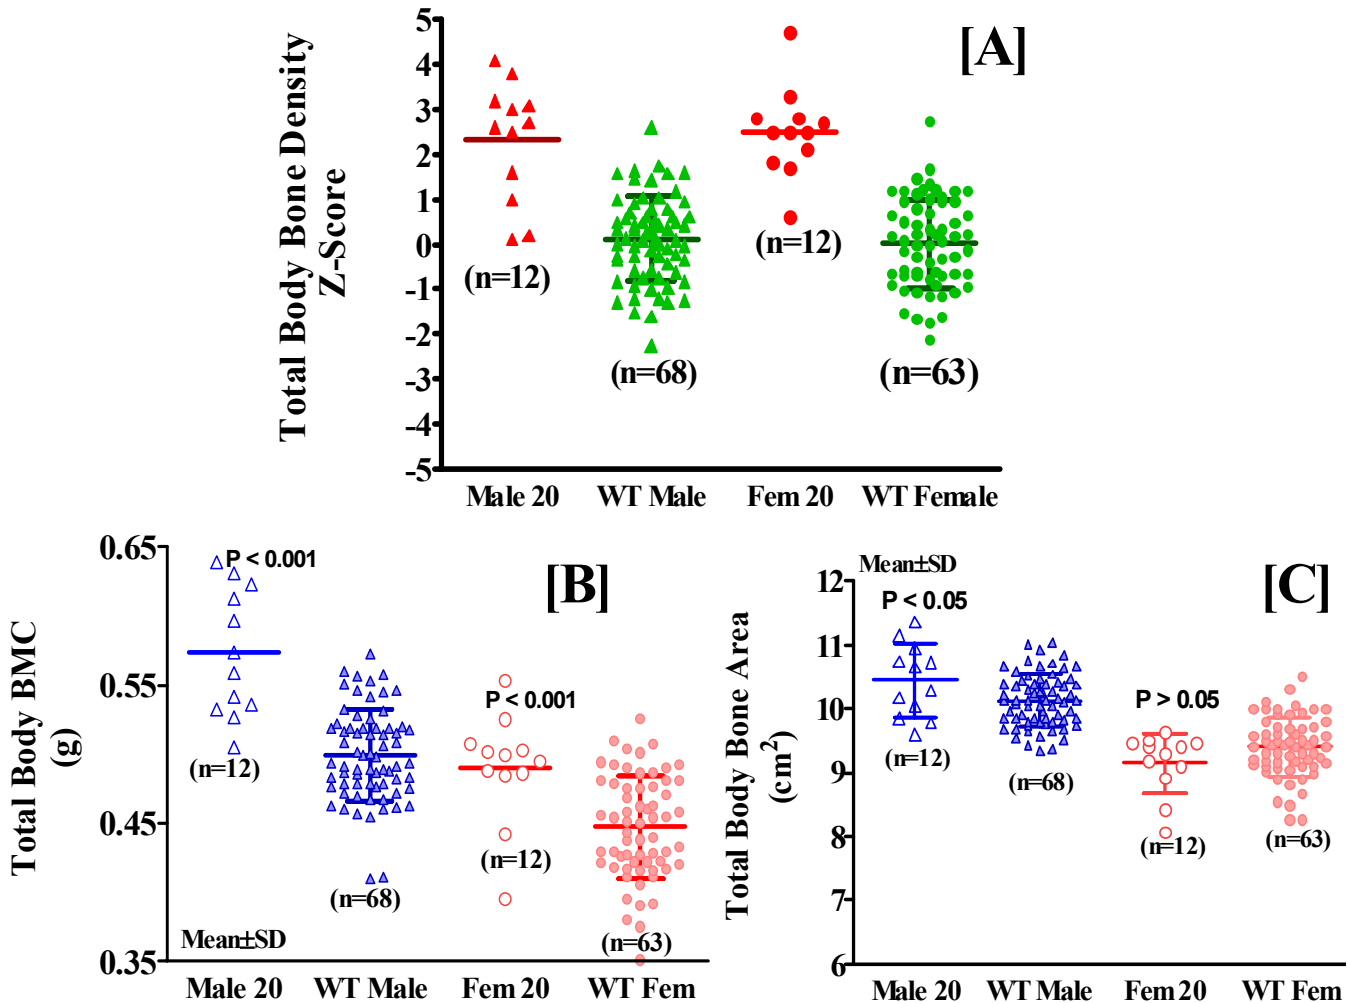 [A]
Total Body Bone Density
Z-Score
5
4
3
2
1
0
-1
-2
-3
-4
-5
(n=12)
(n=68)
(n=12)
(n=63)
Male 20 WT Male Fem 20 WT Female
[B]
Total Body BMC
(g)
0.65
0.55
0.45
0.35
P < 0.001
P < 0.001
(n=12)
(n=68)
(n=12)
(n=63)
Mean±SD
Male 20 WT Male Fem 20 WT Fem
[C]
Total Body Bone Area
(cm²)
12
11
10
9
8
7
6
Mean±SD
P < 0.05
P > 0.05
(n=12)
(n=68)
(n=12)
(n=63)
Male 20 WT Male Fem 20 WT Fem